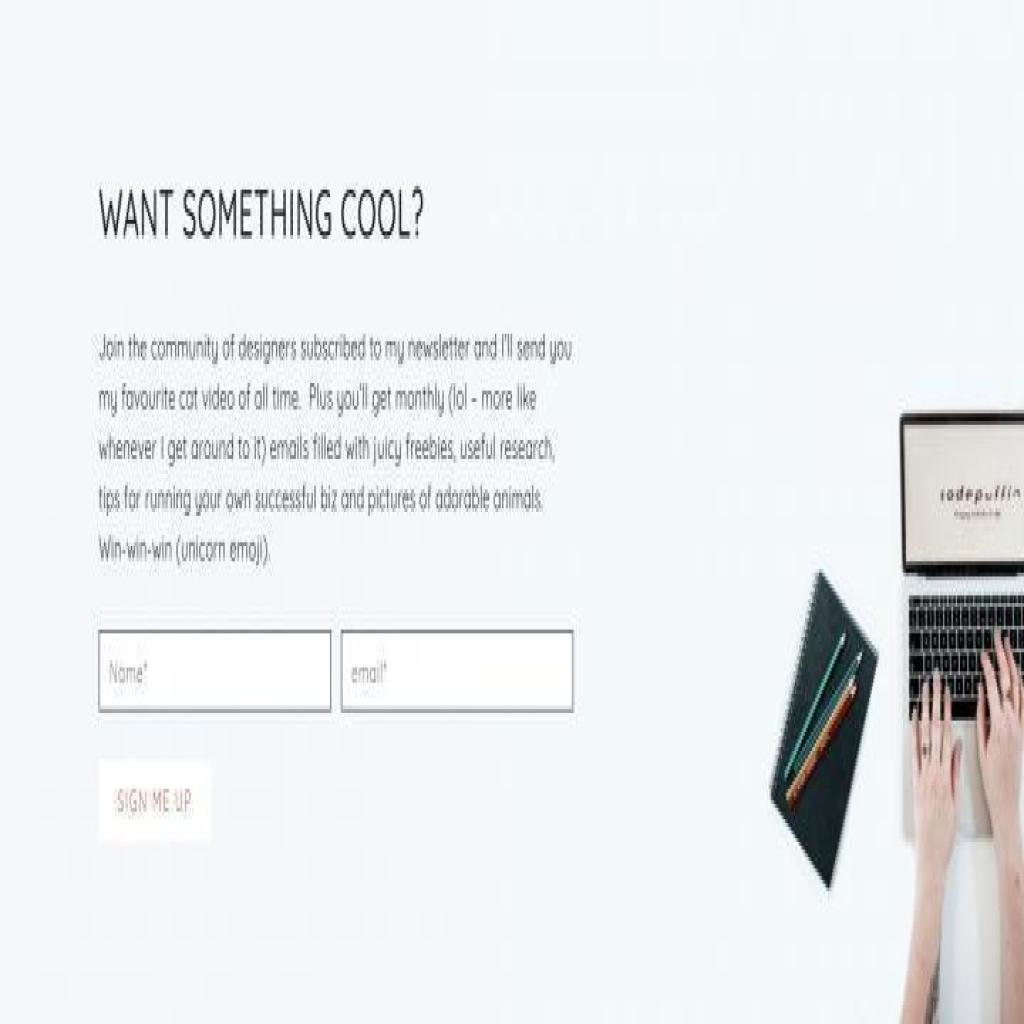 WANT SOMETHING COOL?
Join the community of designers subscribed to my newsletter and I'll send you
my favourite cat video of all time. Plus you'll get monthly (lol - more like
whenever I get around to it) emails filled with juicy freebies, useful research,
tips for running your own successful biz and pictures of adorable animals.
Win-win-win (unicorn emoji).
Name*
email*
SIGN ME UP
codepuffin